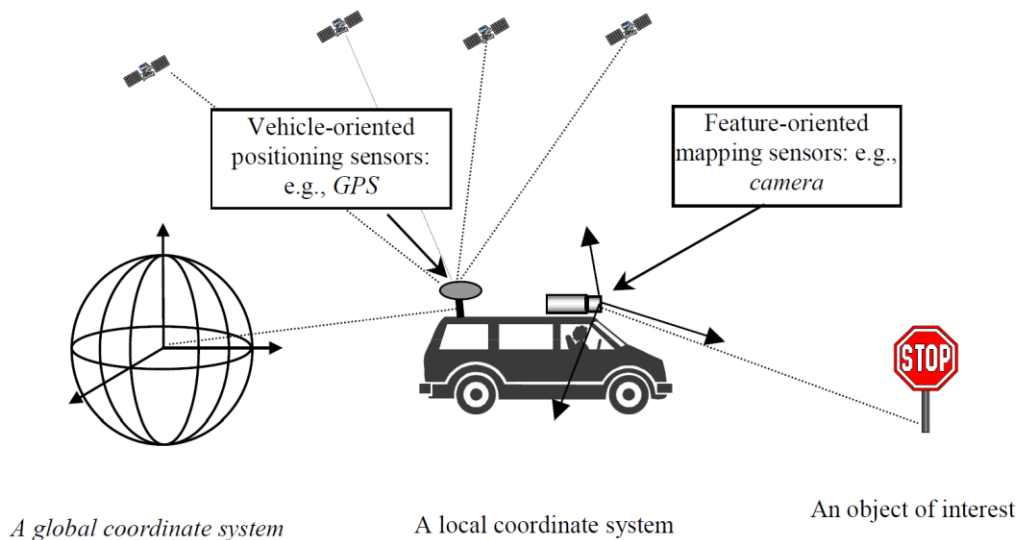 Vehicle-oriented
positioning sensors:
e.g., GPS
Feature-oriented
mapping sensors: e.g.,
camera
STOP
A global coordinate system
A local coordinate system
An object of interest